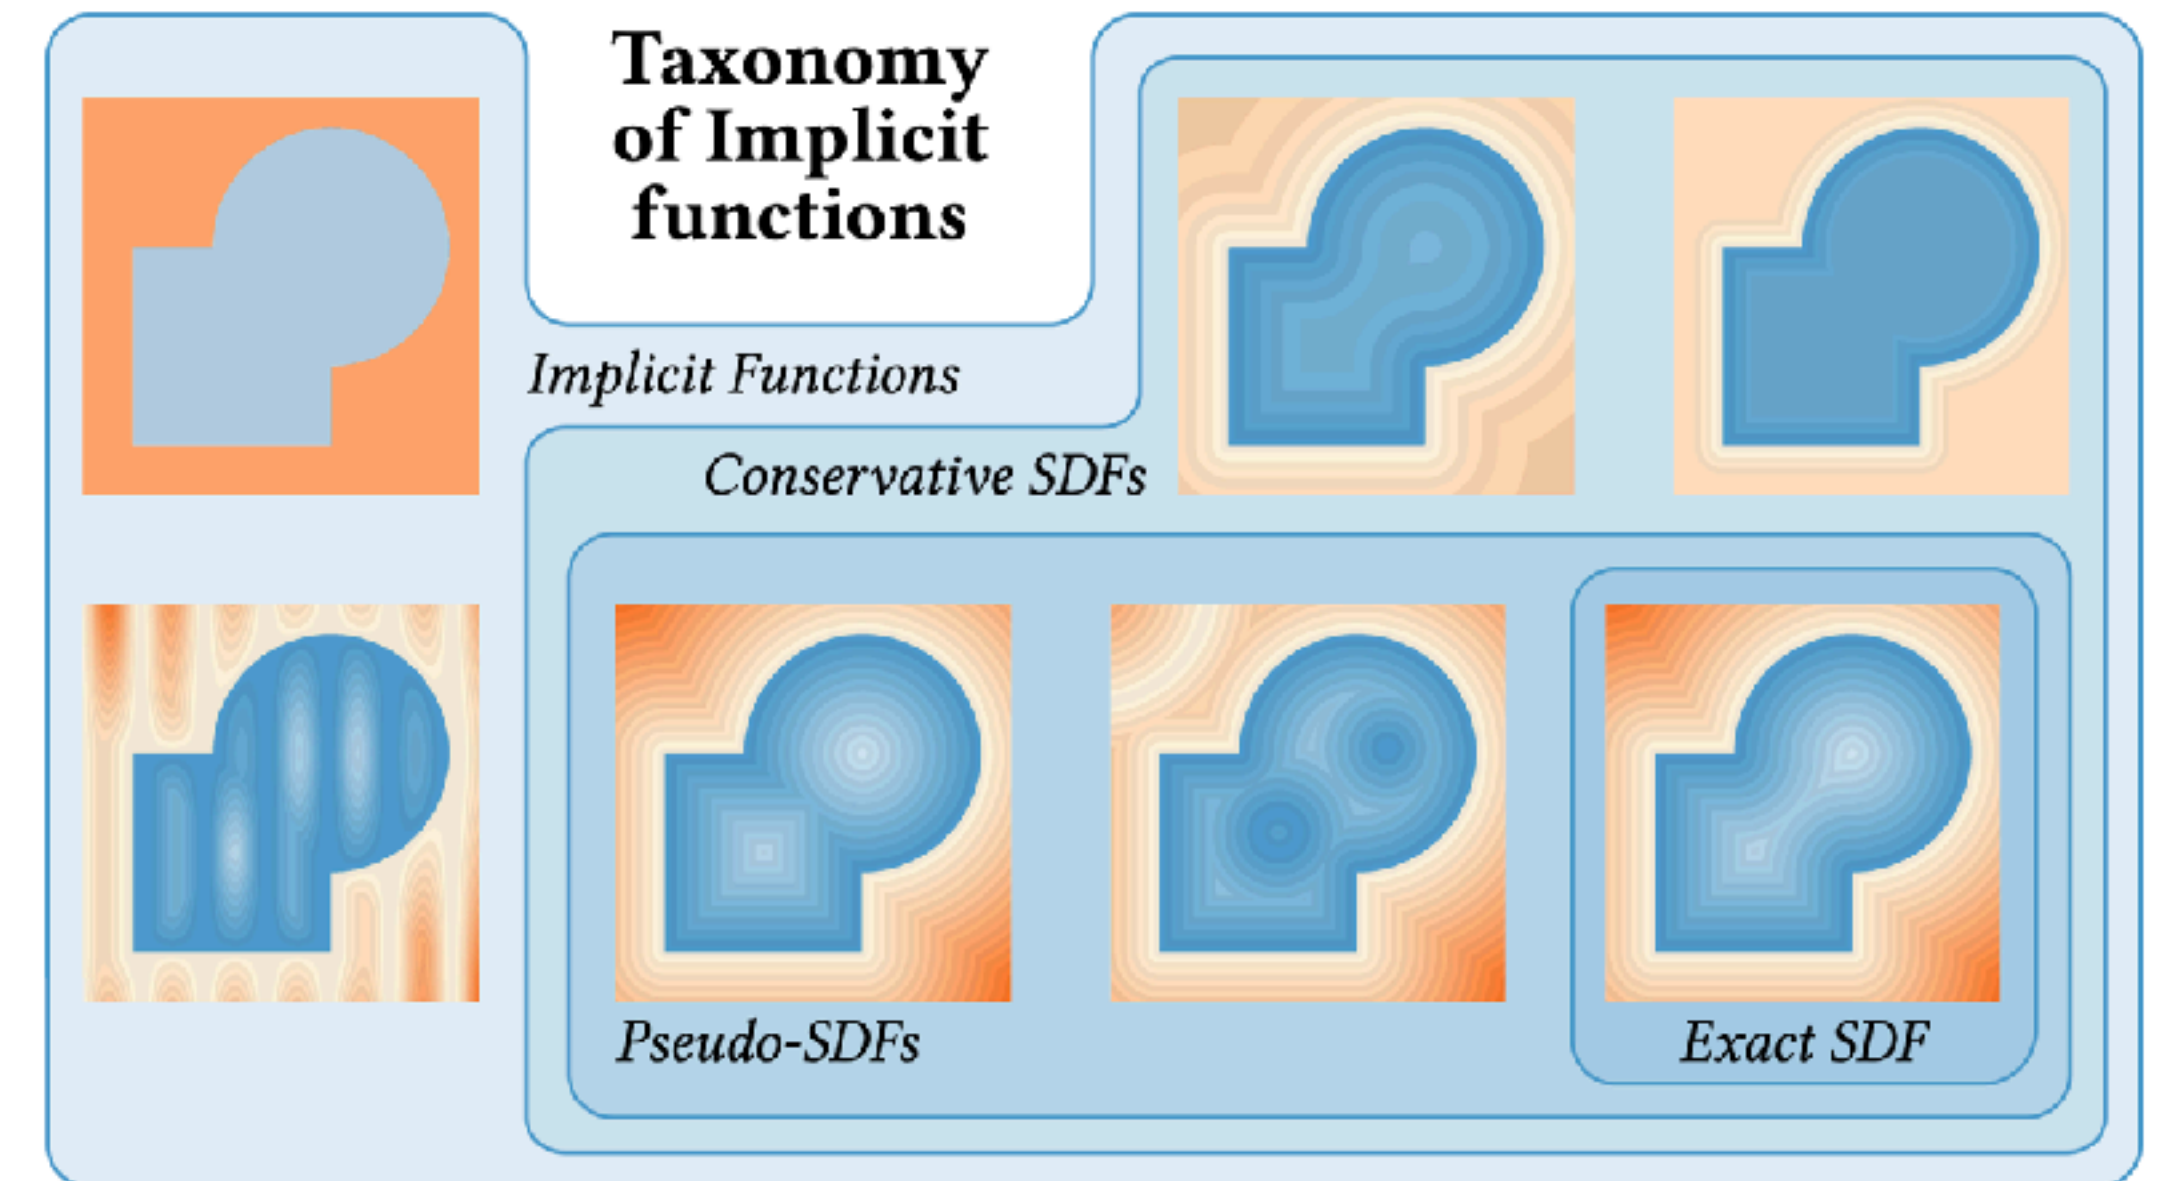 Taxonomy
of Implicit
functions
Implicit Functions
Conservative SDFs
Pseudo-SDFs
Exact SDF